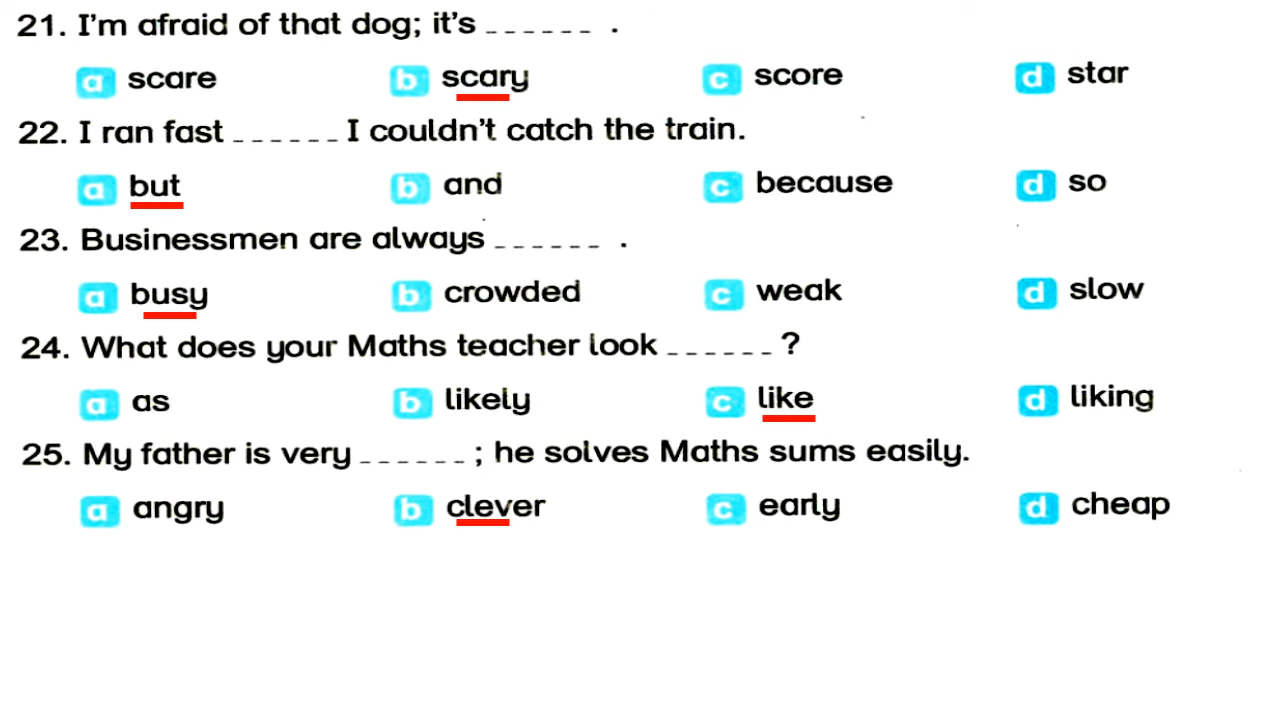 21. I'm afraid of that dog; it's ______ .
a scare b scary c score d star
22. I ran fast ______ I couldn't catch the train.
a but b and c because d so
23. Businessmen are always ______ .
a busy b crowded c weak d slow
24. What does your Maths teacher look ______ ?
a as b likely c like d liking
25. My father is very ______ ; he solves Maths sums easily.
a angry b clever c early d cheap